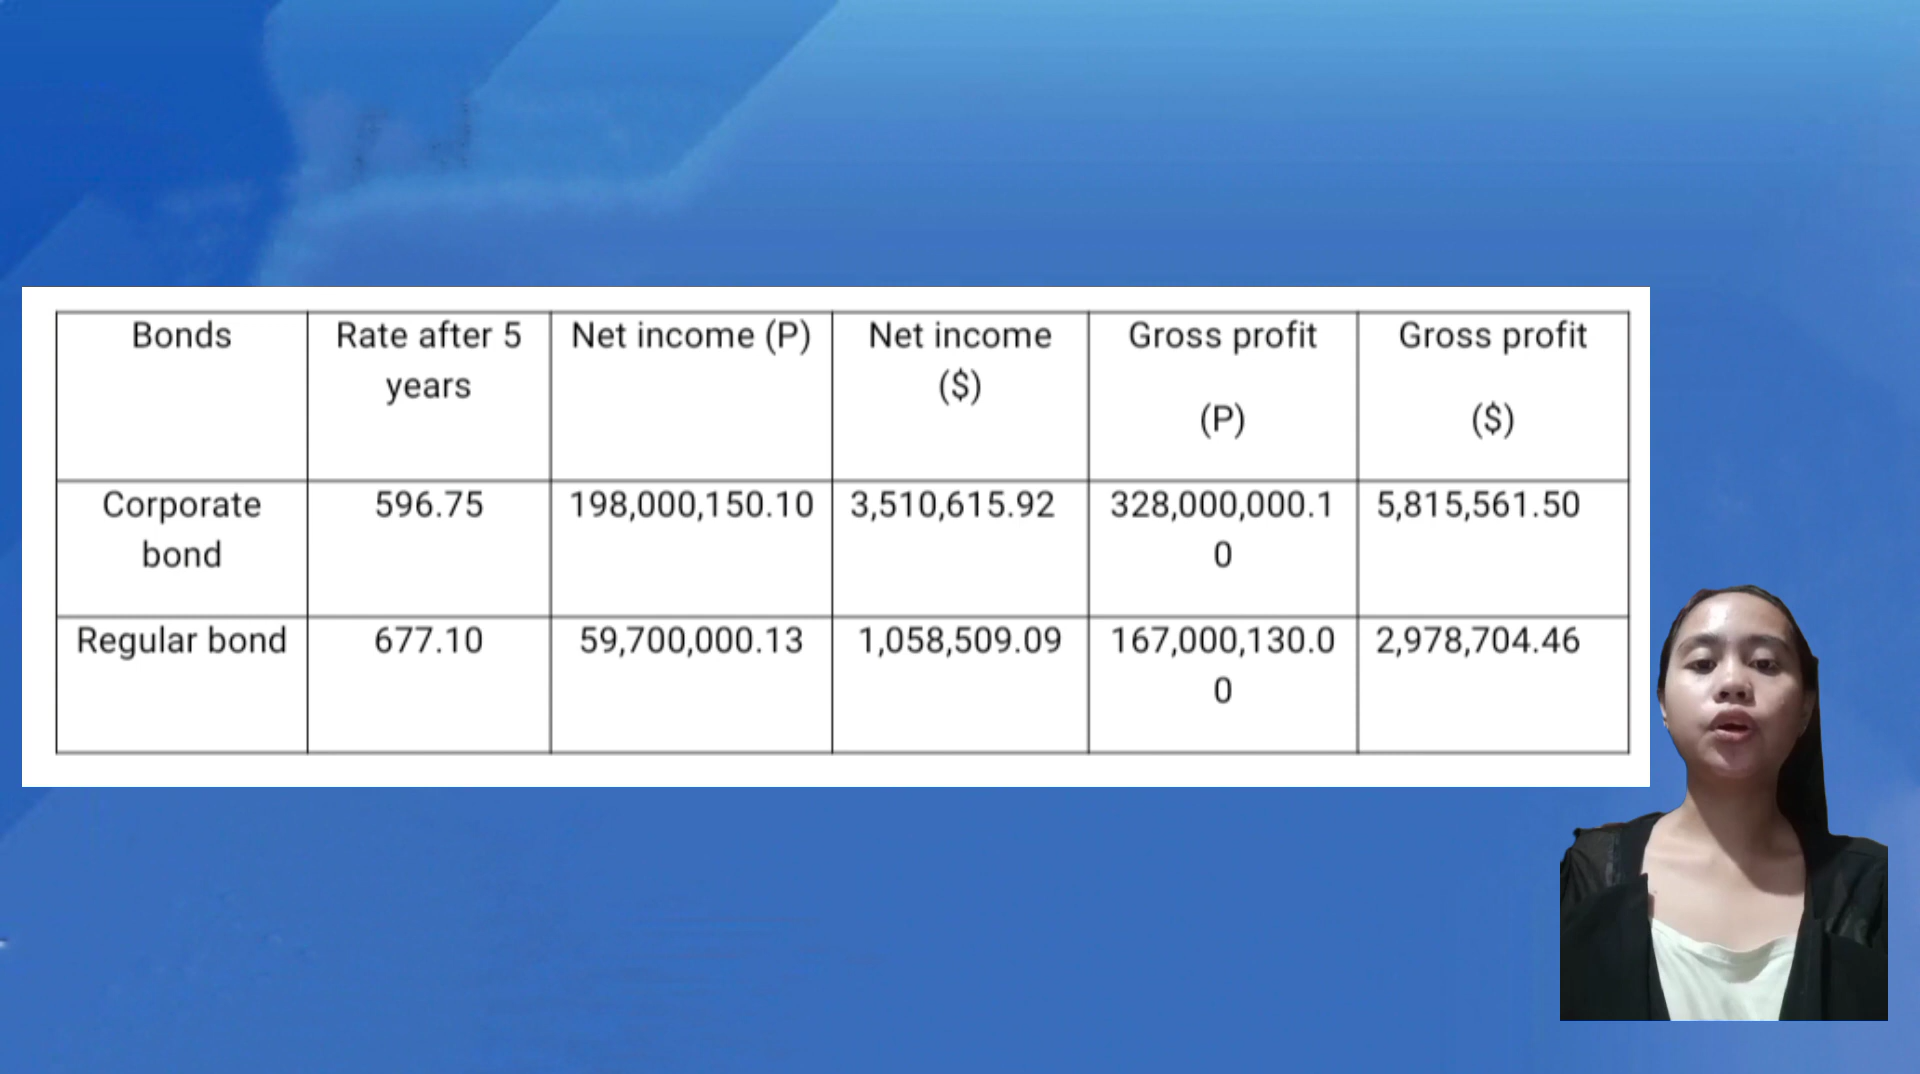 Bonds
Rate after 5
years
Net income (P)
Net income
($)
Gross profit
(P)
Gross profit
($)
Corporate
bond
596.75
198,000,150.10
3,510,615.92
328,000,000.1
0
5,815,561.50
Regular bond
677.10
59,700,000.13
1,058,509.09
167,000,130.0
0
2,978,704.46